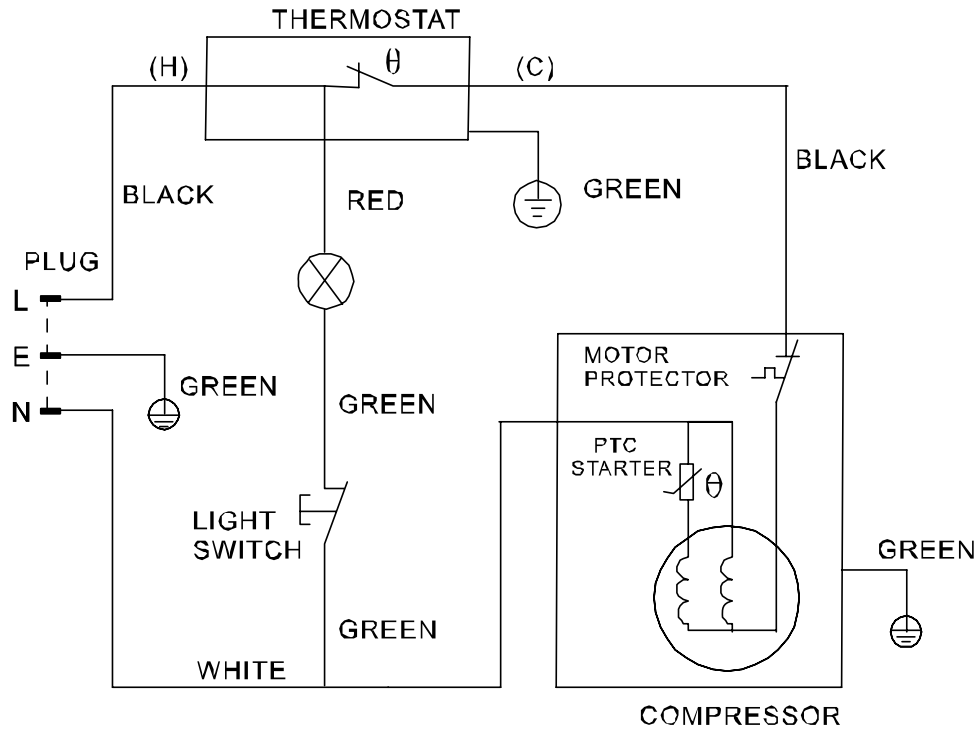 THERMOSTAT
(H)
θ
(C)
BLACK
BLACK
RED
GREEN
PLUG
L
E
N
GREEN
GREEN
MOTOR
PROTECTOR
PTC
STARTER
θ
LIGHT
SWITCH
GREEN
GREEN
WHITE
COMPRESSOR